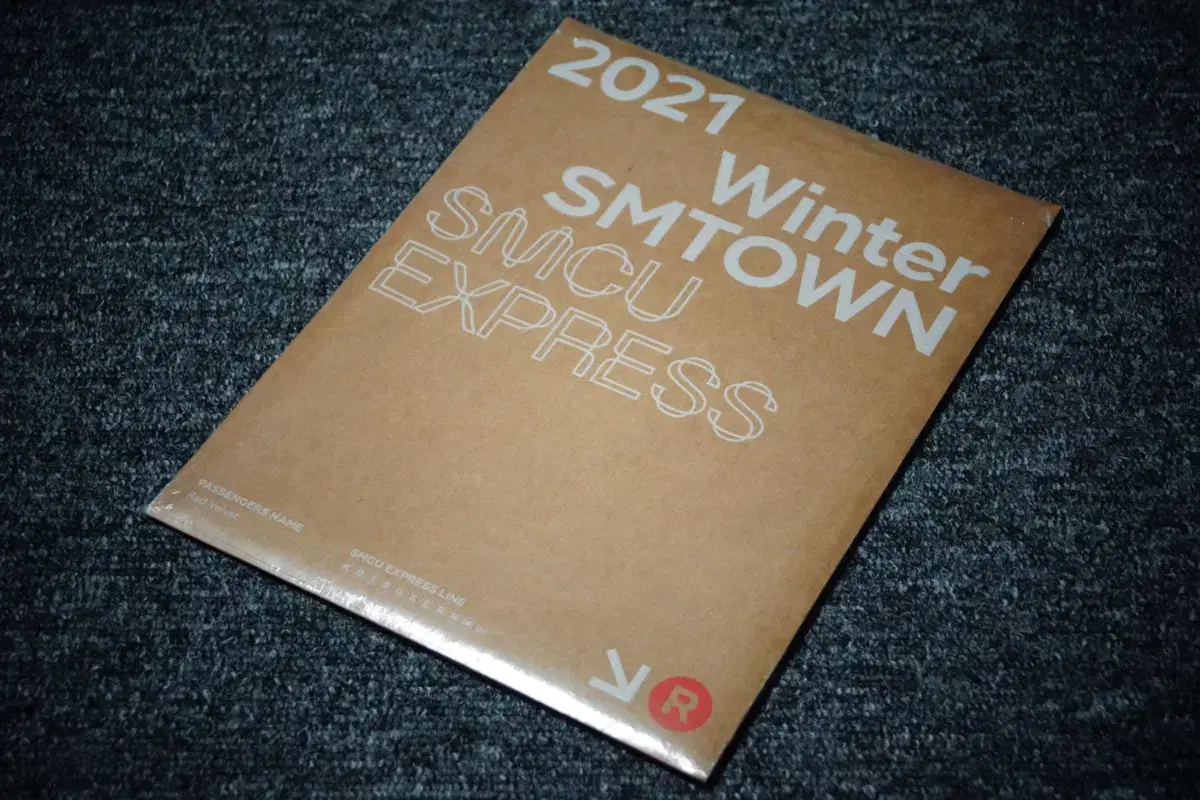 2021
Winter
SMTOWN
SMCU
EXPRESS
PASSENGERS NAME
Red Velvet
SMCU EXPRESS LINE
R